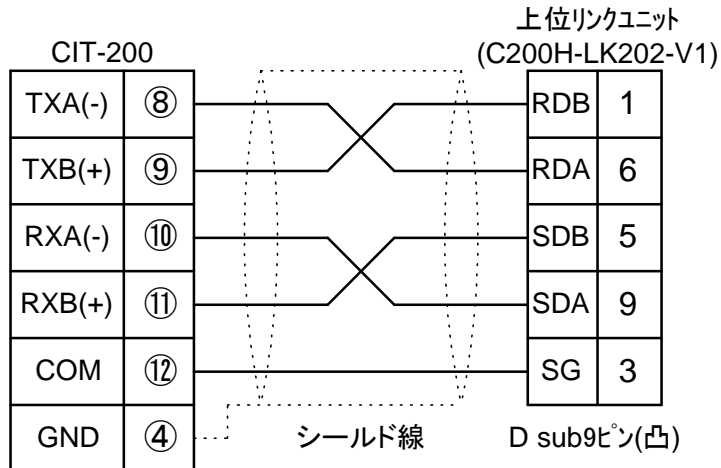 上位リンクユニット
CIT-200 (C200H-LK202-V1)
TXA(-) ⑧ RDB 1
TXB(+) ⑨ RDA 6
RXA(-) ⑩ SDB 5
RXB(+) ⑪ SDA 9
COM ⑫ SG 3
GND ④ シールド線 D sub9ピン(凸)